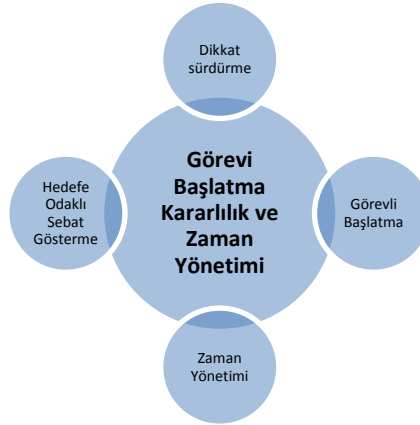 Dikkat
sürdürme
Görevi
Başlatma
Kararlılık ve
Zaman
Yönetimi
Hedefe
Odaklı
Sebat
Gösterme
Görevli
Başlatma
Zaman
Yönetimi